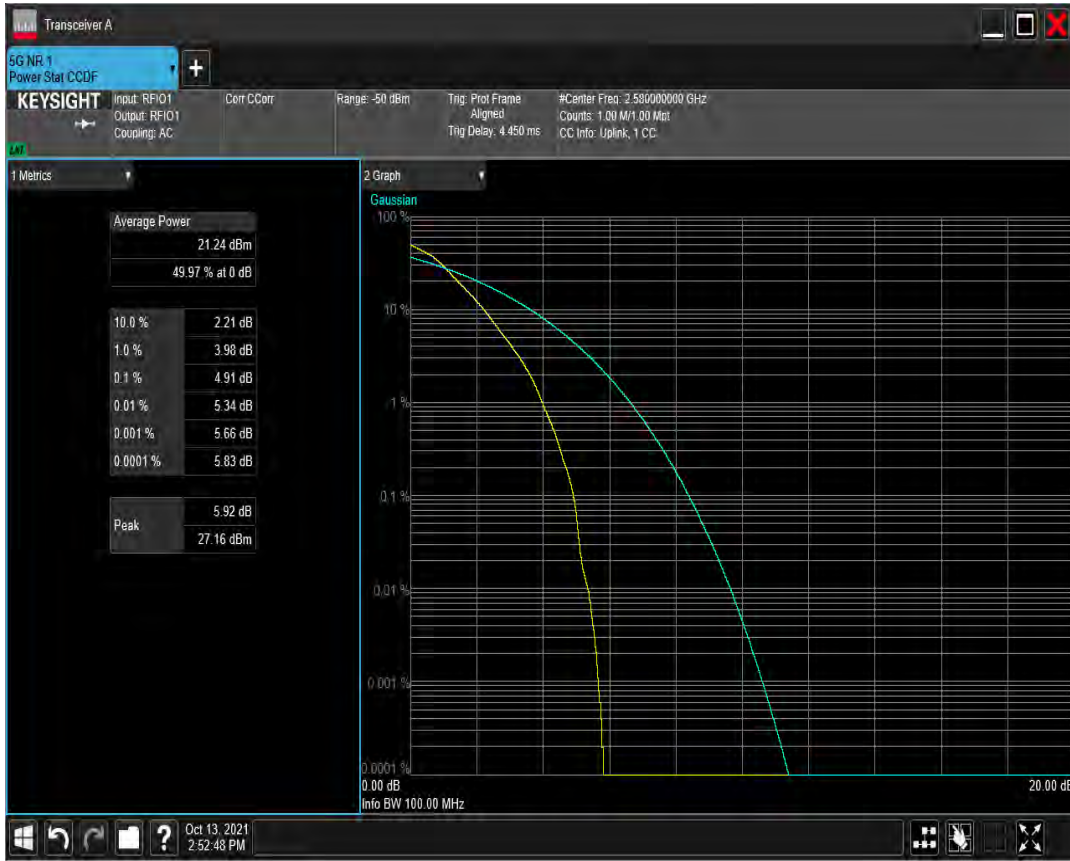 Transceiver A
5G NR 1
Power Stat CCDF
+
KEYSIGHT
Input: RFIO1
Output: RFIO1
Coupling: AC
Corr CCorr
Range: -50 dBm
Trig: Prot Frame
Aligned
Trig Delay: 4.450 ms
#Center Freq: 2.580000000 GHz
Counts: 1.00 M/1.00 Mpt
CC Info: Uplink, 1 CC
1 Metrics
Average Power
21.24 dBm
49.97 % at 0 dB
10.0 % 2.21 dB
1.0 % 3.98 dB
0.1 % 4.91 dB
0.01 % 5.34 dB
0.001 % 5.66 dB
0.0001 % 5.83 dB
Peak
5.92 dB
27.16 dBm
2 Graph
Gaussian
100 %
10 %
1 %
0.1 %
0.01 %
0.001 %
0.0001 %
0.00 dB
20.00 dB
Info BW 100.00 MHz
?
Oct 13, 2021
2:52:48 PM